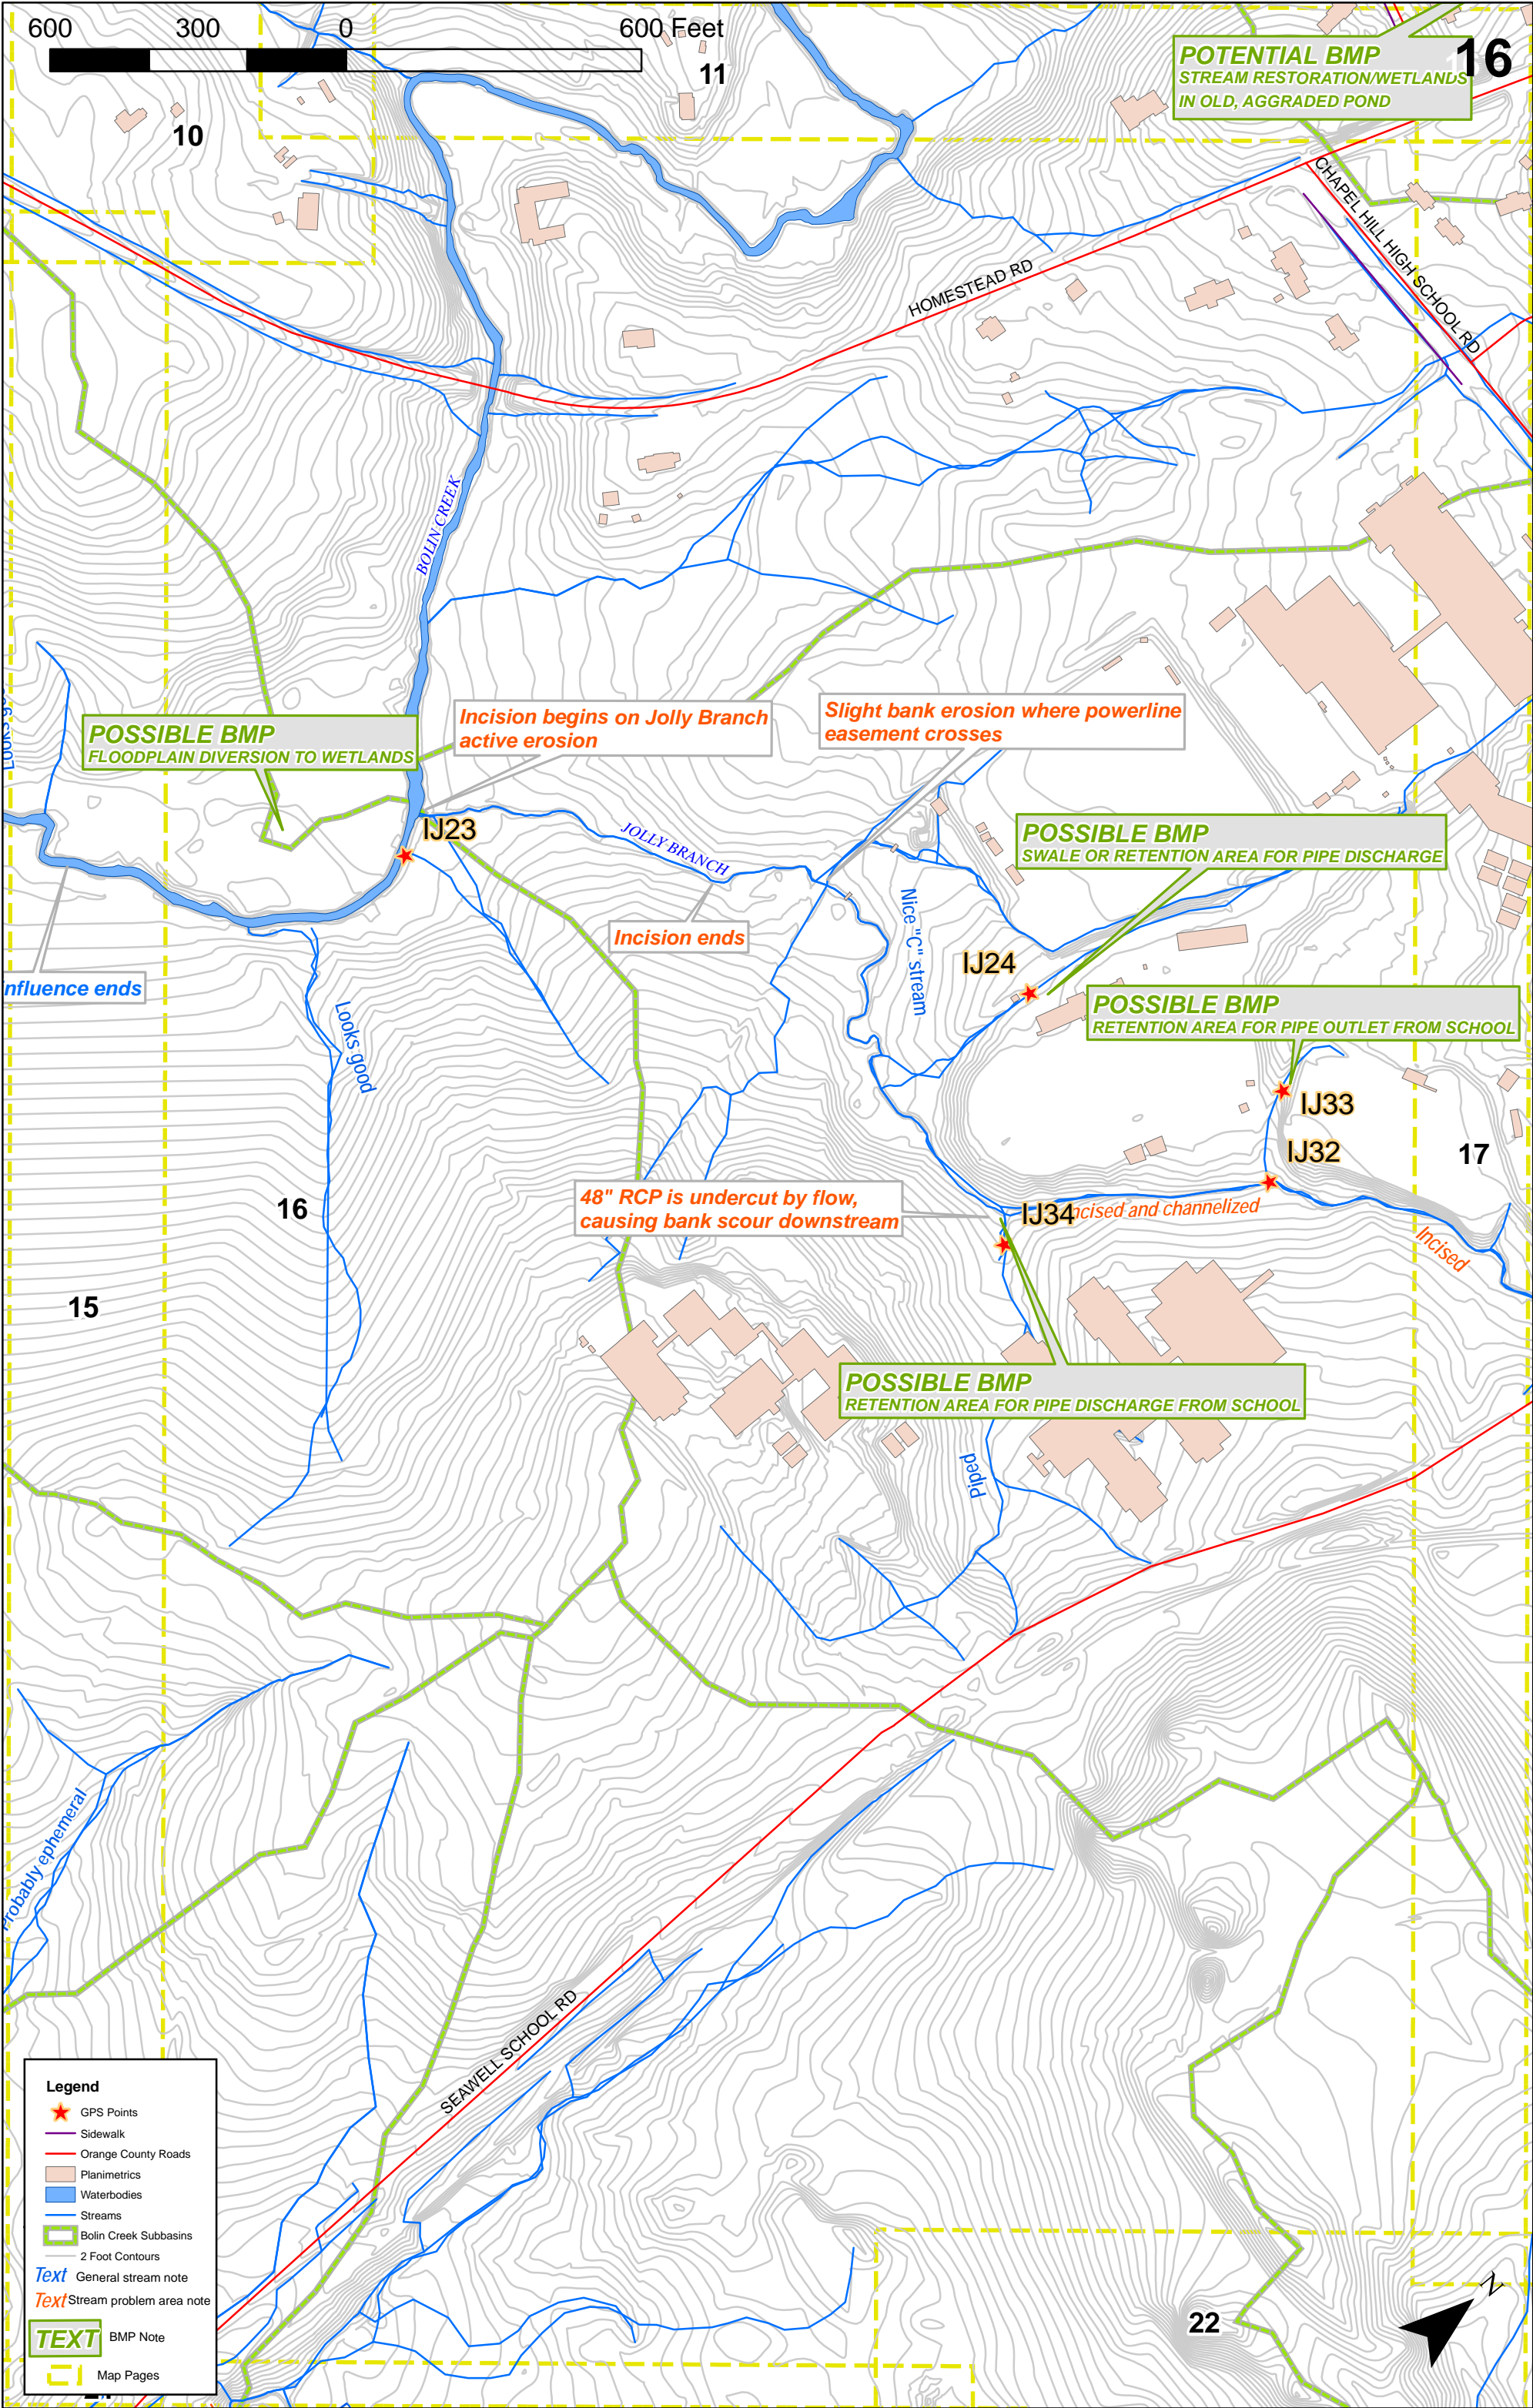 600 300 0 600 Feet
11
POTENTIAL BMP
STREAM RESTORATION/WETLANDS
IN OLD, AGGRADED POND
16
10
CHAPEL HILL HIGH SCHOOL RD
HOMESTEAD RD
BOLIN CREEK
POSSIBLE BMP
FLOODPLAIN DIVERSION TO WETLANDS
Incision begins on Jolly Branch
active erosion
Slight bank erosion where powerline
easement crosses
IJ23
JOLLY BRANCH
POSSIBLE BMP
SWALE OR RETENTION AREA FOR PIPE DISCHARGE
Nice "C" stream
Incision ends
IJ24
nfluence ends
Looks good
POSSIBLE BMP
RETENTION AREA FOR PIPE OUTLET FROM SCHOOL
IJ33
IJ32
17
16
48" RCP is undercut by flow,
causing bank scour downstream
IJ34
ncised and channelized
Incised
15
POSSIBLE BMP
RETENTION AREA FOR PIPE DISCHARGE FROM SCHOOL
Piped
Probably ephemeral
SEAWELL SCHOOL RD
Legend
GPS Points
Sidewalk
Orange County Roads
Planimetrics
Waterbodies
Streams
Bolin Creek Subbasins
2 Foot Contours
Text General stream note
Text Stream problem area note
TEXT BMP Note
Map Pages
22
N